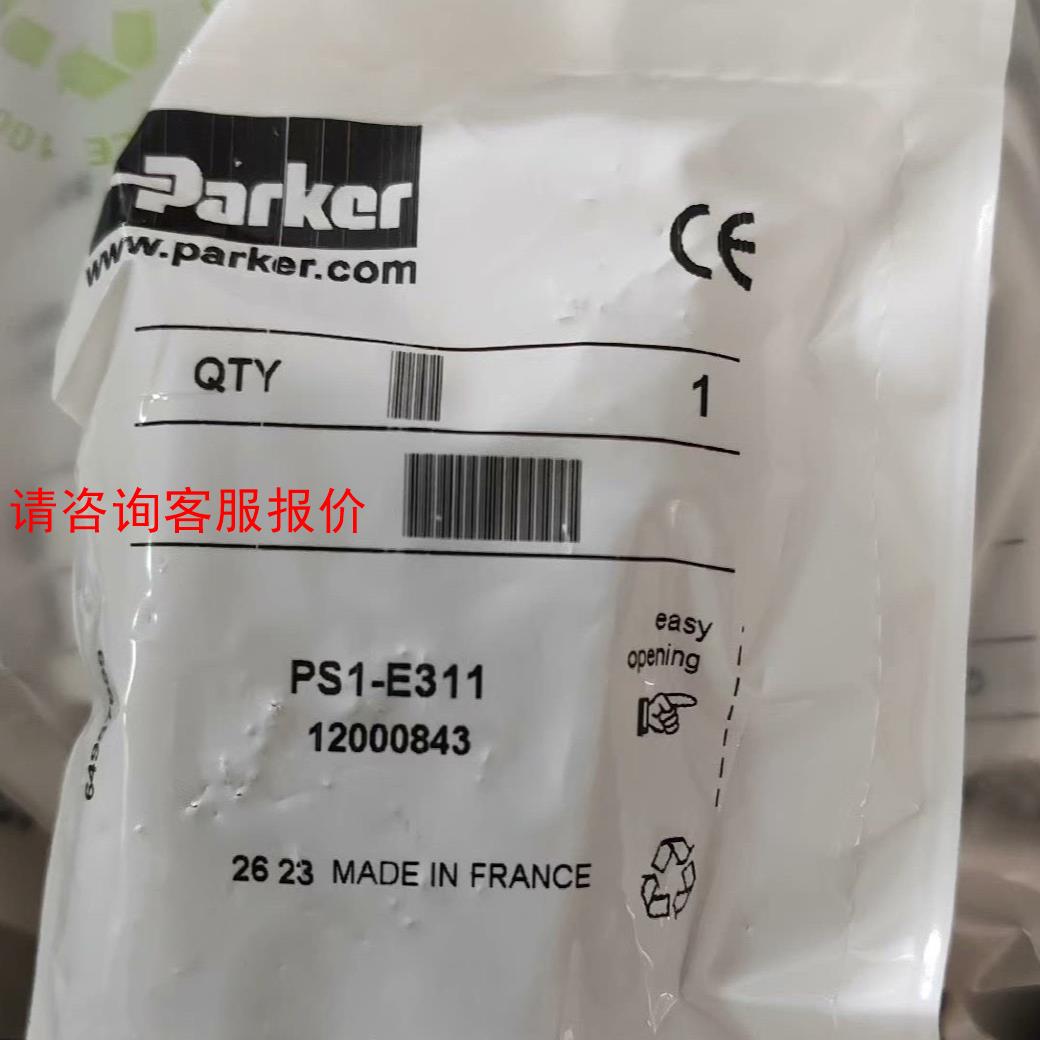 Parker
www.parker.com
CE
QTY 1
请咨询客服报价
easy
opening
PS1-E311
12000843
26 23 MADE IN FRANCE